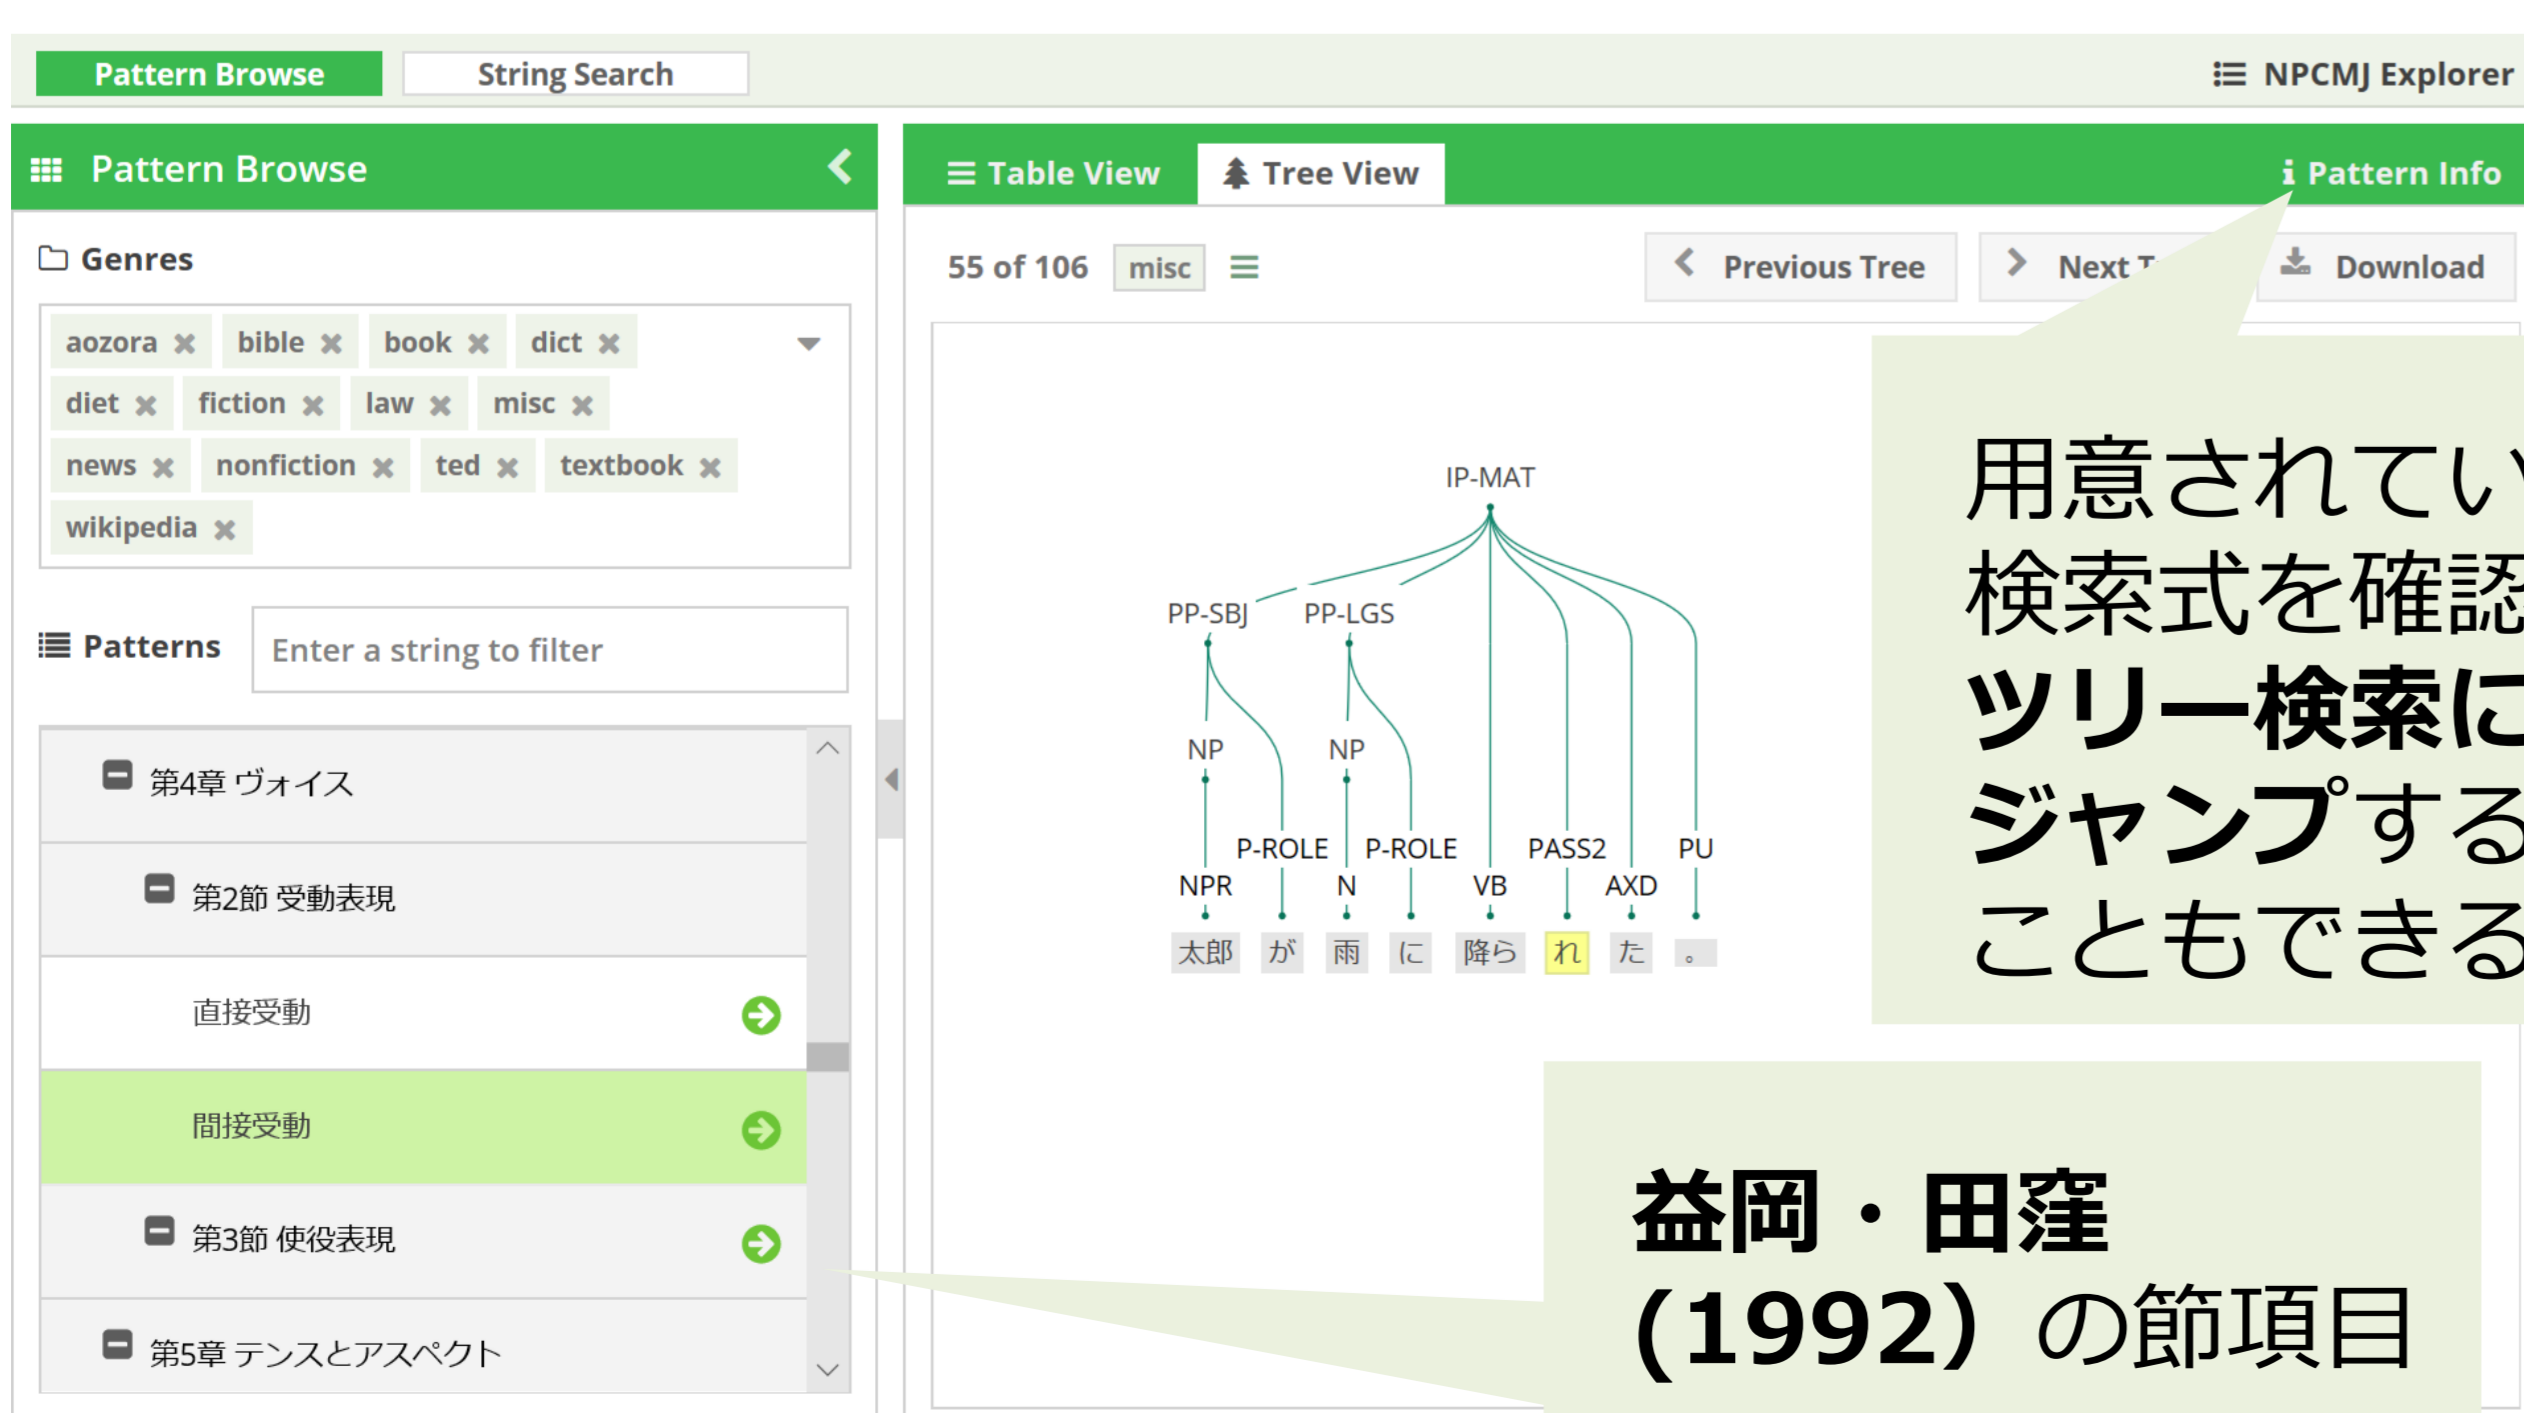 Pattern Browse String Search NPCMJ Explorer
Pattern Browse
Genres
aozora bible book dict
diet fiction law misc
news nonfiction ted textbook
wikipedia
Patterns Enter a string to filter
第4章 ヴォイス
第2節 受動表現
直接受動
間接受動
第3節 使役表現
第5章 テンスとアスペクト
Table View Tree View Pattern Info
55 of 106 misc Previous Tree Next Download
IP-MAT
PP-SBJ PP-LGS
NP NP
P-ROLE P-ROLE PASS2 PU
NPR N VB AXD
太郎 が 雨 に 降ら れ た 。
用意されてい
検索式を確認
ツリー検索に
ジャンプする
こともできる
益岡・田窪
(1992）の節項目